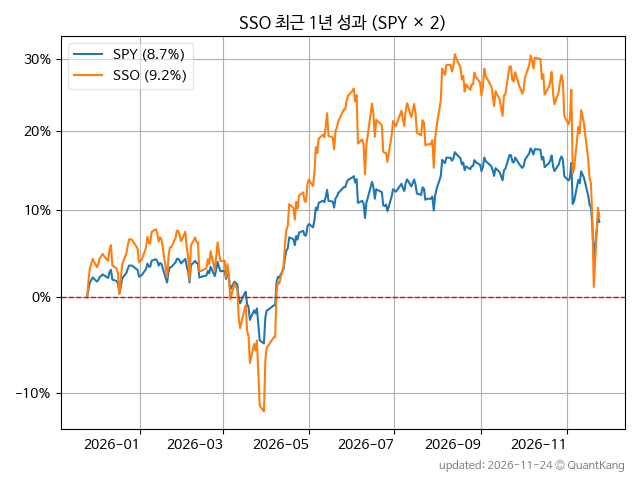 SSO 최근 1년 성과 (SPY × 2)
SPY (8.7%)
SSO (9.2%)
30%
20%
10%
0%
−10%
2026-01
2026-03
2026-05
2026-07
2026-09
2026-11
updated: 2026-11-24 © QuantKang